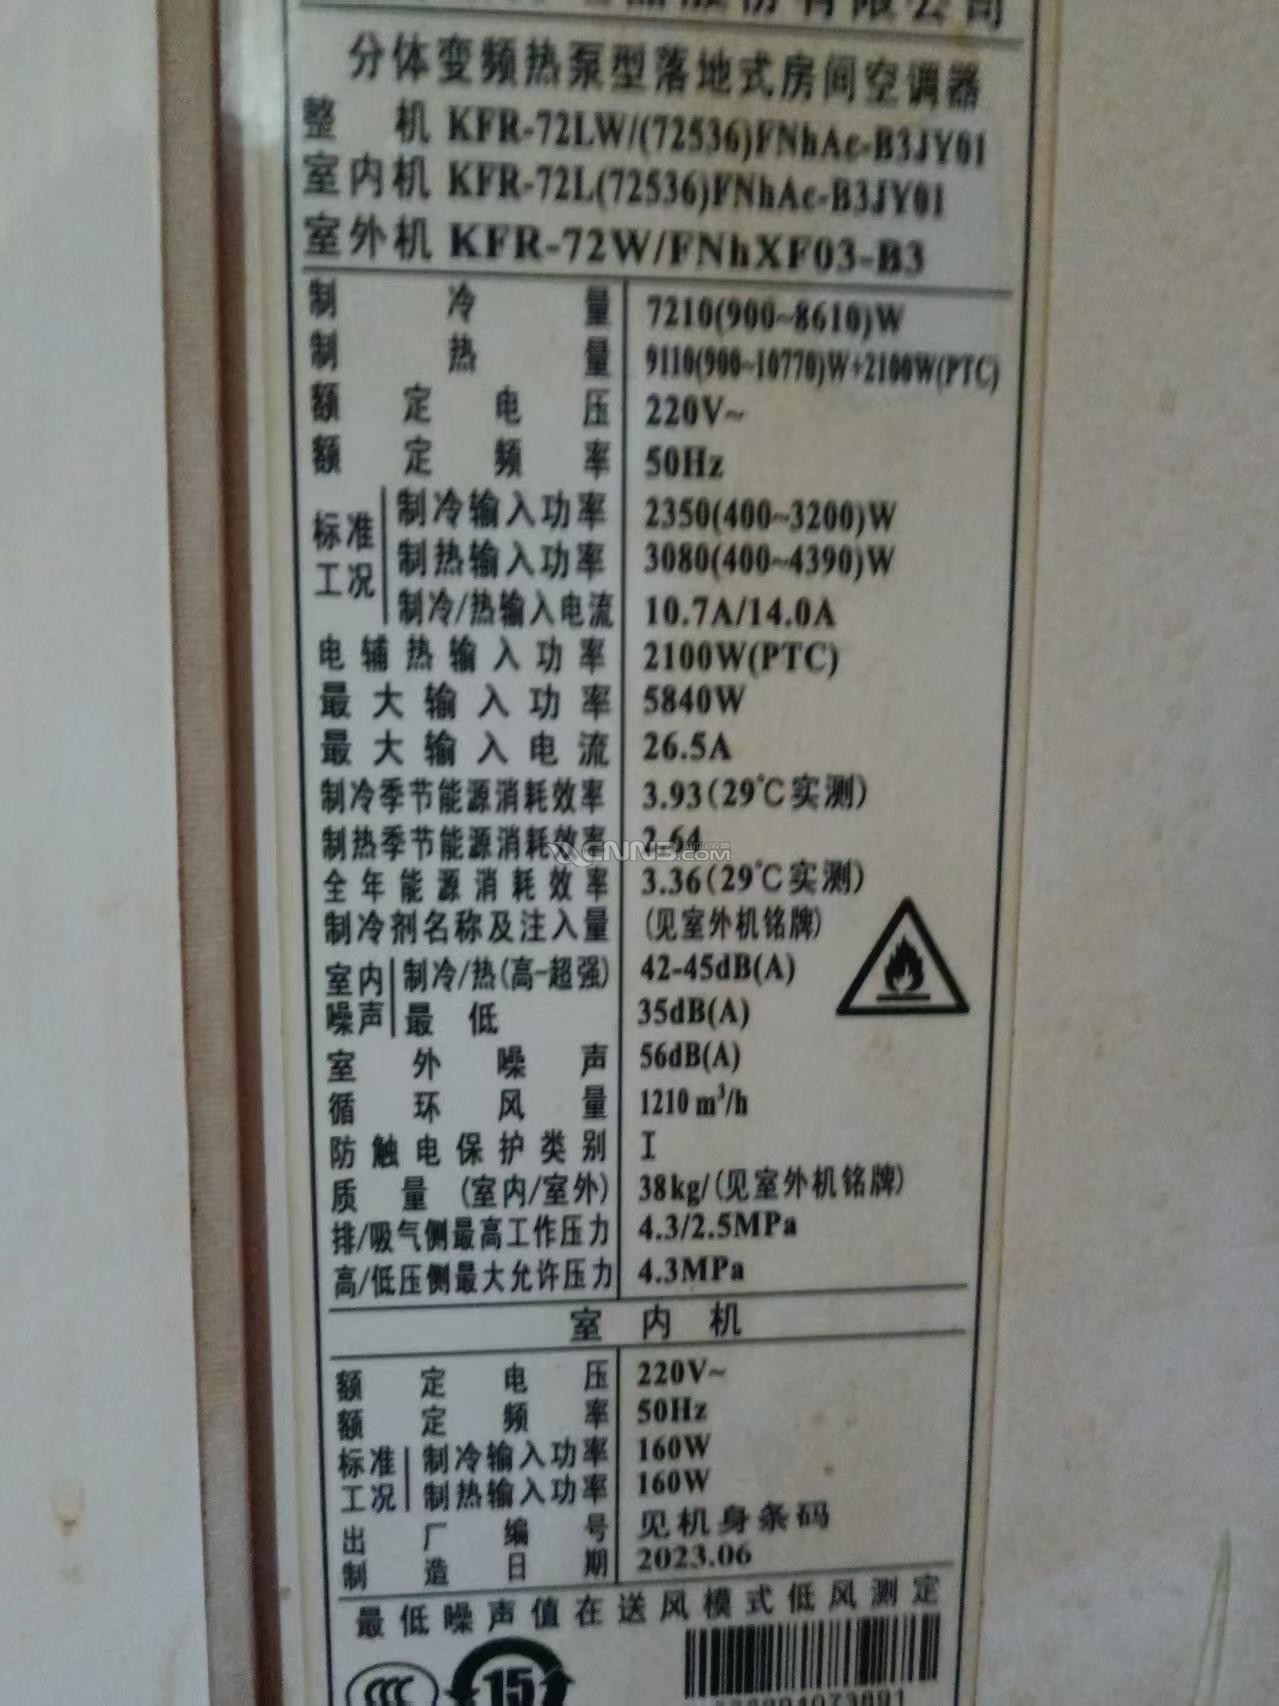 有限公司
分体变频热泵型落地式房间空调器
整机 KFR-72LW/(72536)FNhAc-B3JY01
室内机 KFR-72L(72536)FNhAc-B3JY01
室外机 KFR-72W/FNhXF03-B3
制冷量 7210(900~8610)W
制热量 9110(900~10770)W+2100W(PTC)
额定电压 220V~
额定频率 50Hz
标准工况 制冷输入功率 2350(400~3200)W
制热输入功率 3080(400~4390)W
制冷/热输入电流 10.7A/14.0A
电辅热输入功率 2100W(PTC)
最大输入功率 5840W
最大输入电流 26.5A
制冷季节能源消耗效率 3.93(29℃实测)
制热季节能源消耗效率 2.64
CNNB.COM
全年能源消耗效率 3.36(29℃实测)
制冷剂名称及注入量 (见室外机铭牌)
室内噪声 制冷/热(高-超强) 42-45dB(A)
最低 35dB(A)
室外噪声 56dB(A)
循环风量 1210 m³/h
防触电保护类别 I
质量(室内/室外) 38kg/(见室外机铭牌)
排/吸气侧最高工作压力 4.3/2.5MPa
高/低压侧最大允许压力 4.3MPa
室内机
额定电压 220V~
额定频率 50Hz
标准工况 制冷输入功率 160W
制热输入功率 160W
出厂编号 见机身条码
制造日期 2023.06
最低噪声值在送风模式低风测定
CCC 15